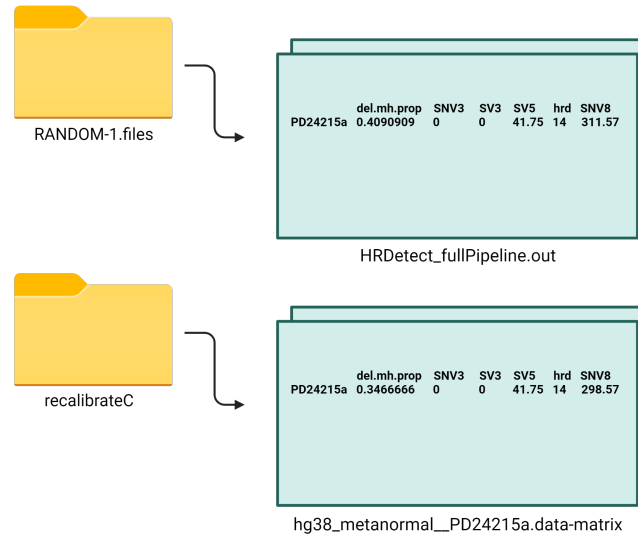 RANDOM-1.files
del.mh.prop SNV3 SV3 SV5 hrd SNV8
PD24215a 0.4090909 0 0 41.75 14 311.57
HRDetect_fullPipeline.out
recalibrateC
del.mh.prop SNV3 SV3 SV5 hrd SNV8
PD24215a 0.3466666 0 0 41.75 14 298.57
hg38_metanormal__PD24215a.data-matrix